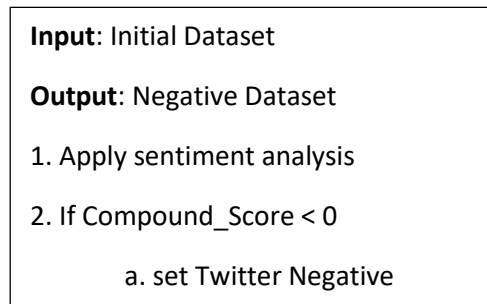 Input: Initial Dataset
Output: Negative Dataset
1. Apply sentiment analysis
2. If Compound_Score < 0
a. set Twitter Negative